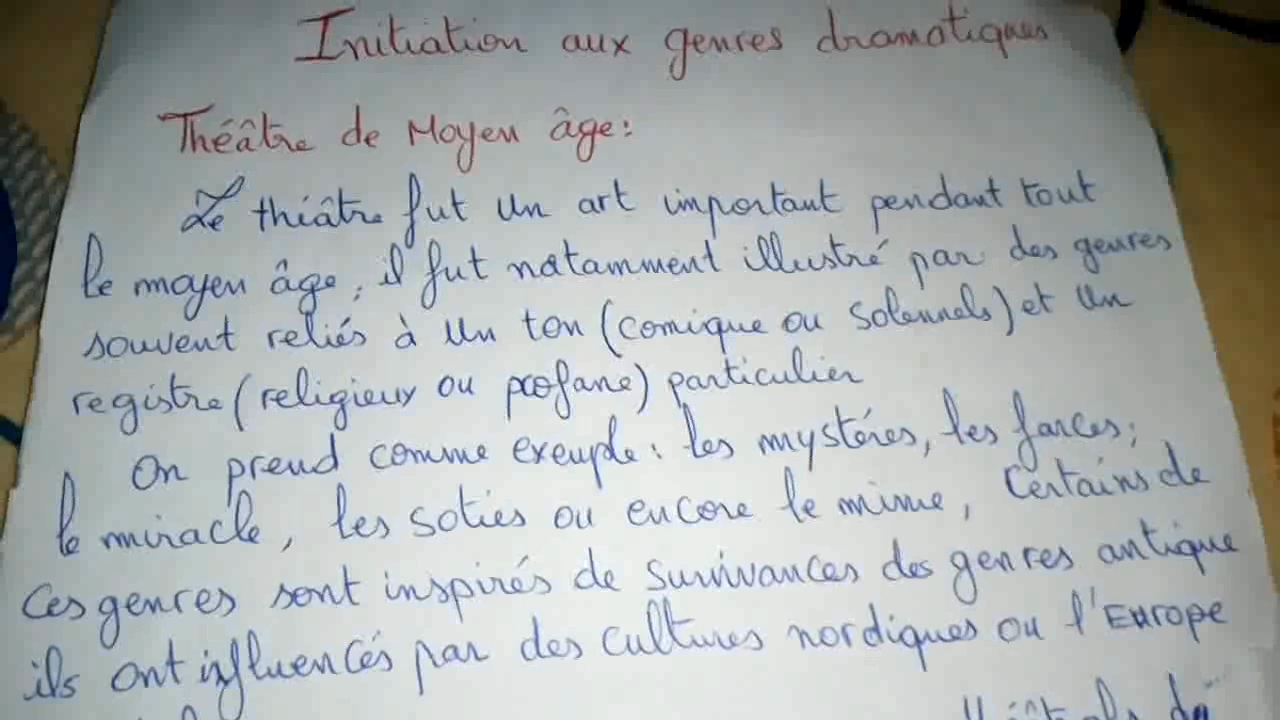 Initiation aux genres dramatiques
Théâtre de Moyen âge:
Le théâtre fut un art important pendant tout
le moyen âge, il fut notamment illustré par des genres
souvent reliés à un ton (comique ou solennels) et un
registre (religieux ou profane) particulier
On prend comme exemple: les mystéres, les farces;
le miracle, les soties ou encore le mime, Certains de
ces genres sont inspirés de survivances des genres antique
ils ont influencés par des cultures nordiques ou l'Europe